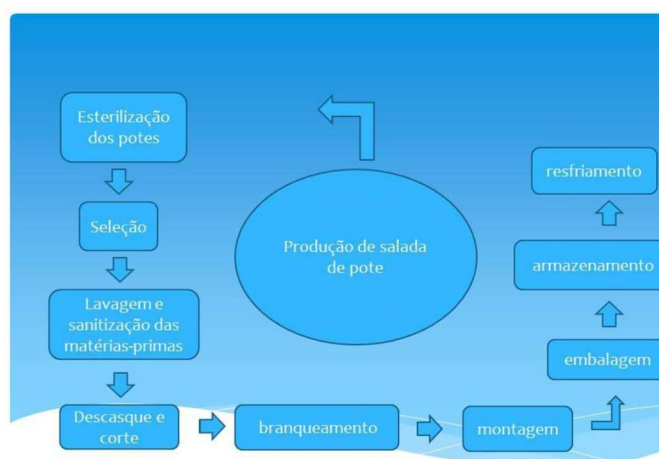 Esterilização
dos potes
Seleção
Lavagem e
sanitização das
matérias-primas
Descasque e
corte
branqueamento
montagem
embalagem
armazenamento
resfriamento
Produção de salada
de pote